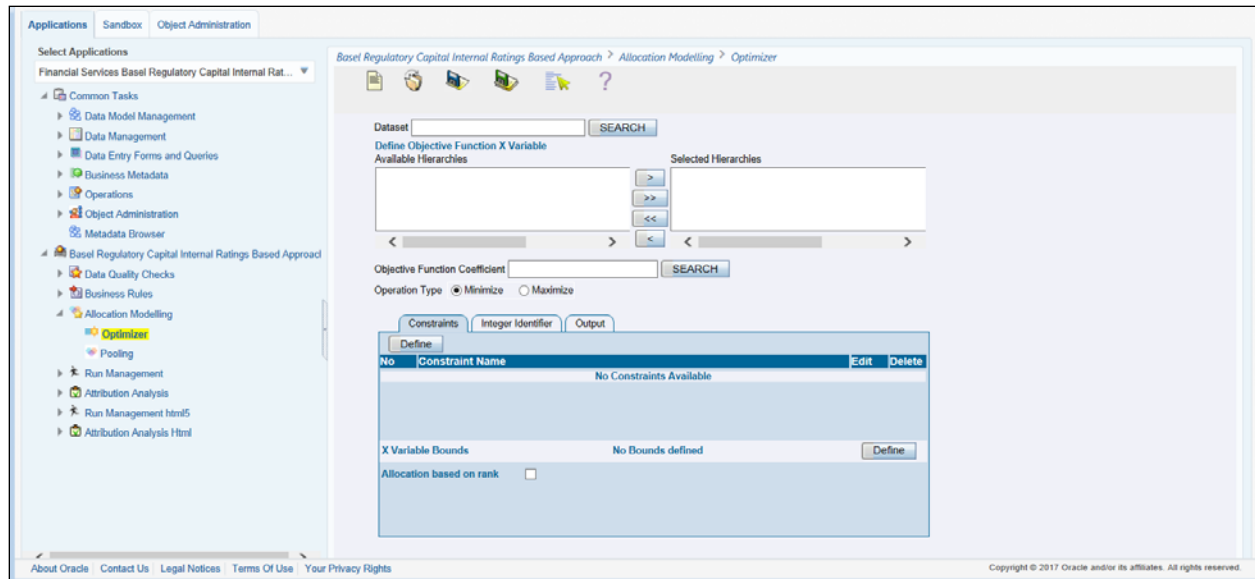 Applications Sandbox Object Administration
Select Applications
Financial Services Basel Regulatory Capital Internal Rat...
Common Tasks
Data Model Management
Data Management
Data Entry Forms and Queries
Business Metadata
Operations
Object Administration
Metadata Browser
Basel Regulatory Capital Internal Ratings Based Approacl
Data Quality Checks
Business Rules
Allocation Modelling
Optimizer
Pooling
Run Management
Attribution Analysis
Run Management html5
Attribution Analysis Html
Basel Regulatory Capital Internal Ratings Based Approach > Allocation Modelling > Optimizer
?
Dataset SEARCH
Define Objective Function X Variable
Available Hierarchies Selected Hierarchies
>
>>
<<
<
Objective Function Coefficient SEARCH
Operation Type Minimize Maximize
Constraints Integer Identifier Output
Define
No Constraint Name Edit Delete
No Constraints Available
X Variable Bounds No Bounds defined Define
Allocation based on rank
About Oracle Contact Us Legal Notices Terms Of Use Your Privacy Rights
Copyright © 2017 Oracle and/or its affiliates. All rights reserved.